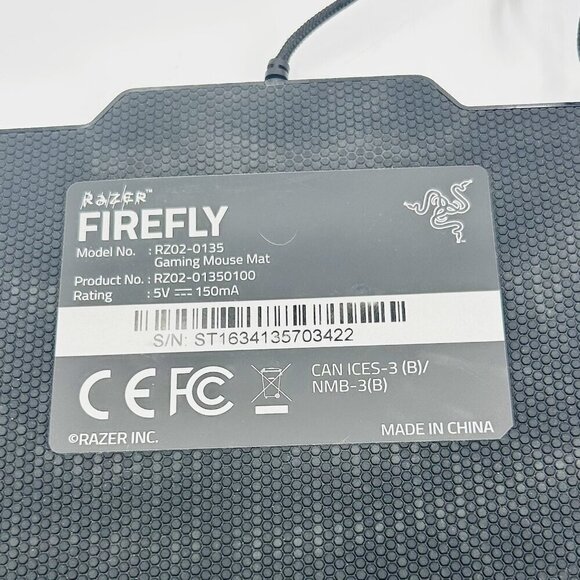 RAZER™
FIREFLY
Model No. : RZ02-0135
Gaming Mouse Mat
Product No. : RZ02-01350100
Rating : 5V ⎓ 150mA
S/N: ST1634135703422
CE FC CAN ICES-3 (B)/
NMB-3(B)
©RAZER INC. MADE IN CHINA